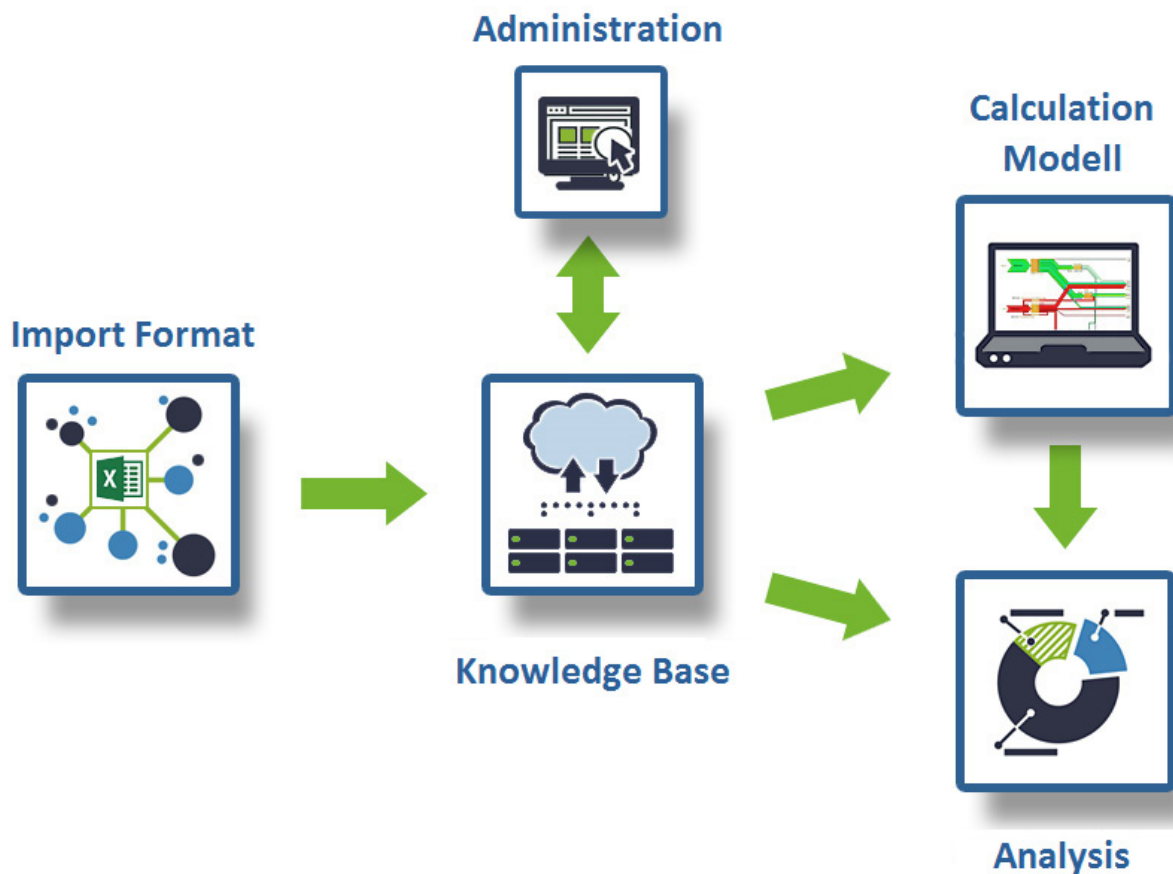 Administration
Calculation
Modell
Import Format
X
Knowledge Base
Analysis